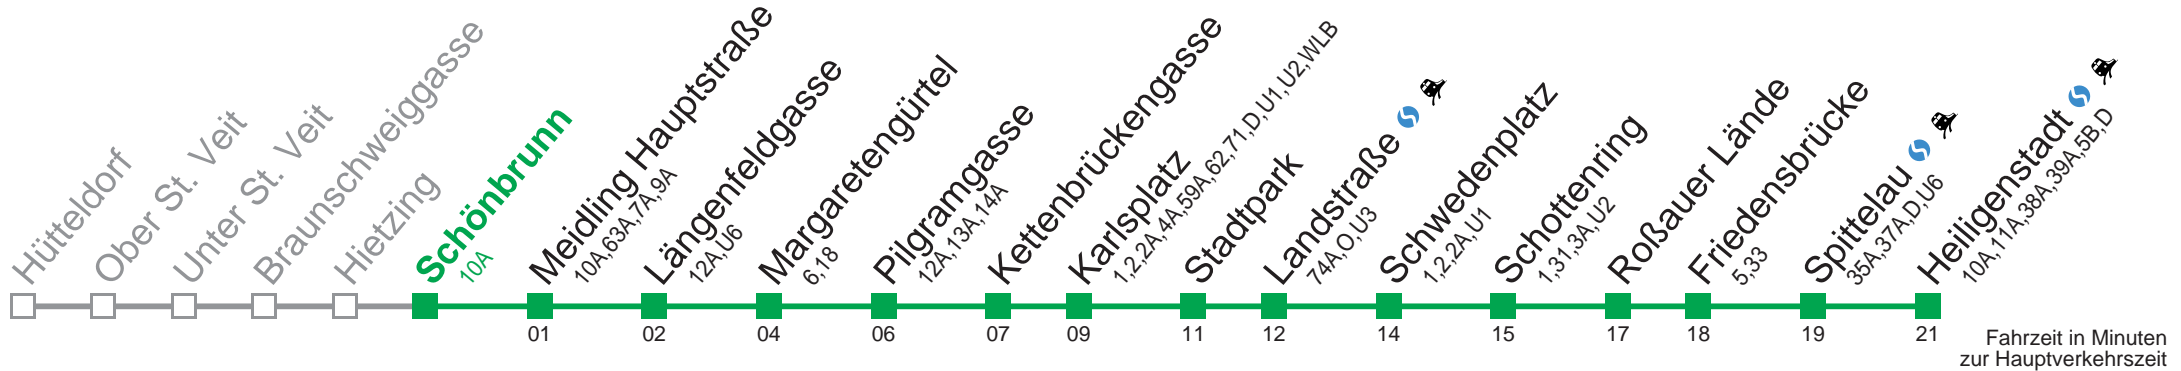 Hütteldorf
Ober St. Veit
Unter St. Veit
Braunschweiggasse
Hietzing
Schönbrunn
10A
Meidling Hauptstraße
10A,63A,7A,9A
Längenfeldgasse
12A,U6
Margaretengürtel
6,18
Pilgramgasse
12A,13A,14A
Kettenbrückengasse
Karlsplatz
1,2,2A,4A,59A,62,71,D,U1,U2,WLB
Stadtpark
Landstraße
74A,O,U3
Schwedenplatz
1,2,2A,U1
Schottenring
1,31,3A,U2
Roßauer Lände
Friedensbrücke
5,33
Spittelau
35A,37A,D,U6
Heiligenstadt
10A,11A,38A,39A,5B,D
01 02 04 06 07 09 11 12 14 15 17 18 19 21
Fahrzeit in Minuten
zur Hauptverkehrszeit